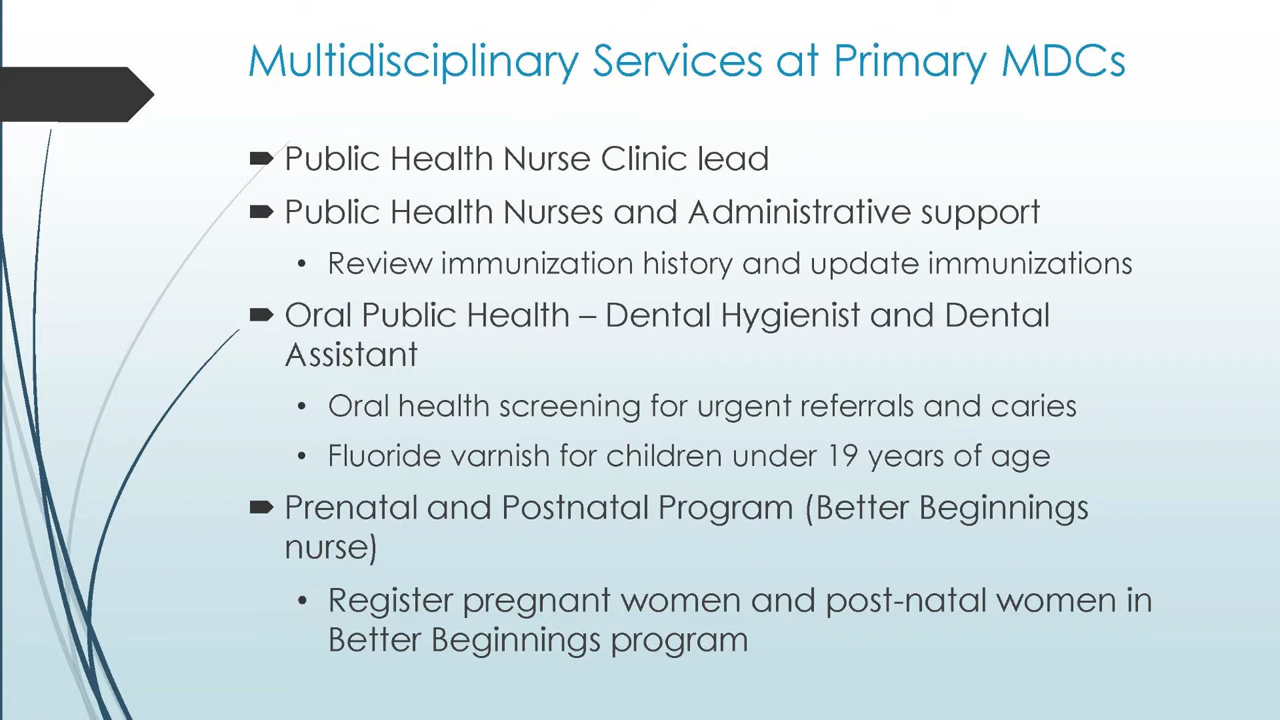 Multidisciplinary Services at Primary MDCs
Public Health Nurse Clinic lead
Public Health Nurses and Administrative support
• Review immunization history and update immunizations
Oral Public Health – Dental Hygienist and Dental
Assistant
• Oral health screening for urgent referrals and caries
• Fluoride varnish for children under 19 years of age
Prenatal and Postnatal Program (Better Beginnings
nurse)
• Register pregnant women and post-natal women in
Better Beginnings program